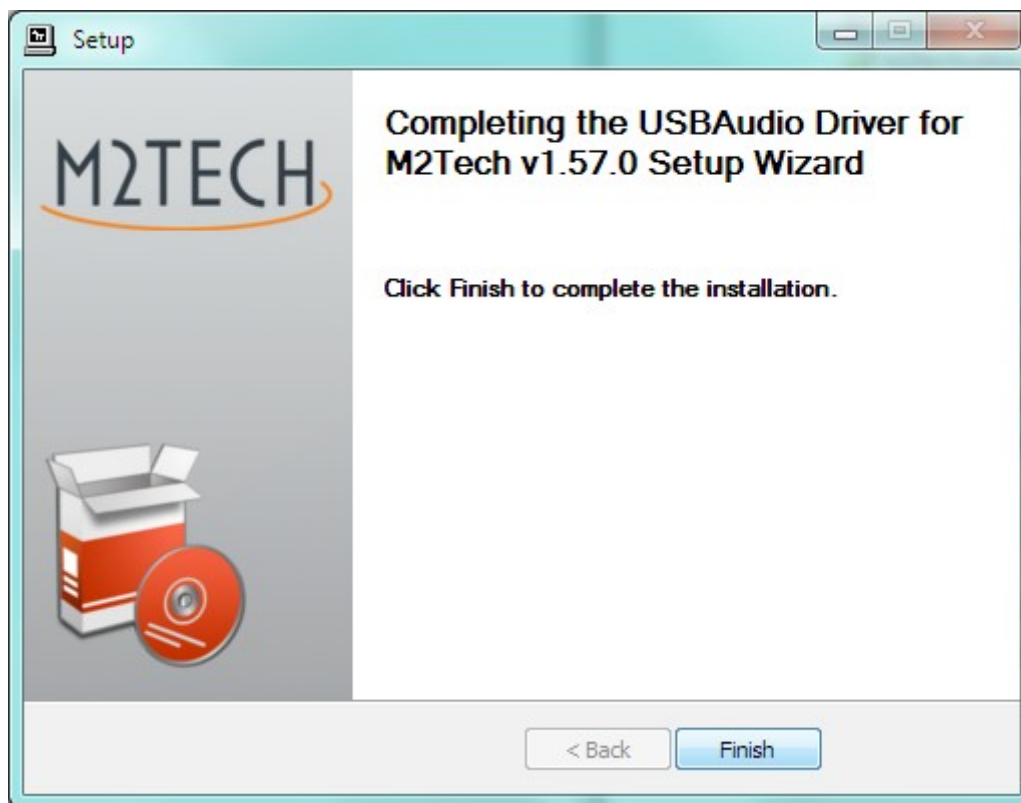 Setup
M2TECH
Completing the USBAudio Driver for
M2Tech v1.57.0 Setup Wizard
Click Finish to complete the installation.
< Back
Finish